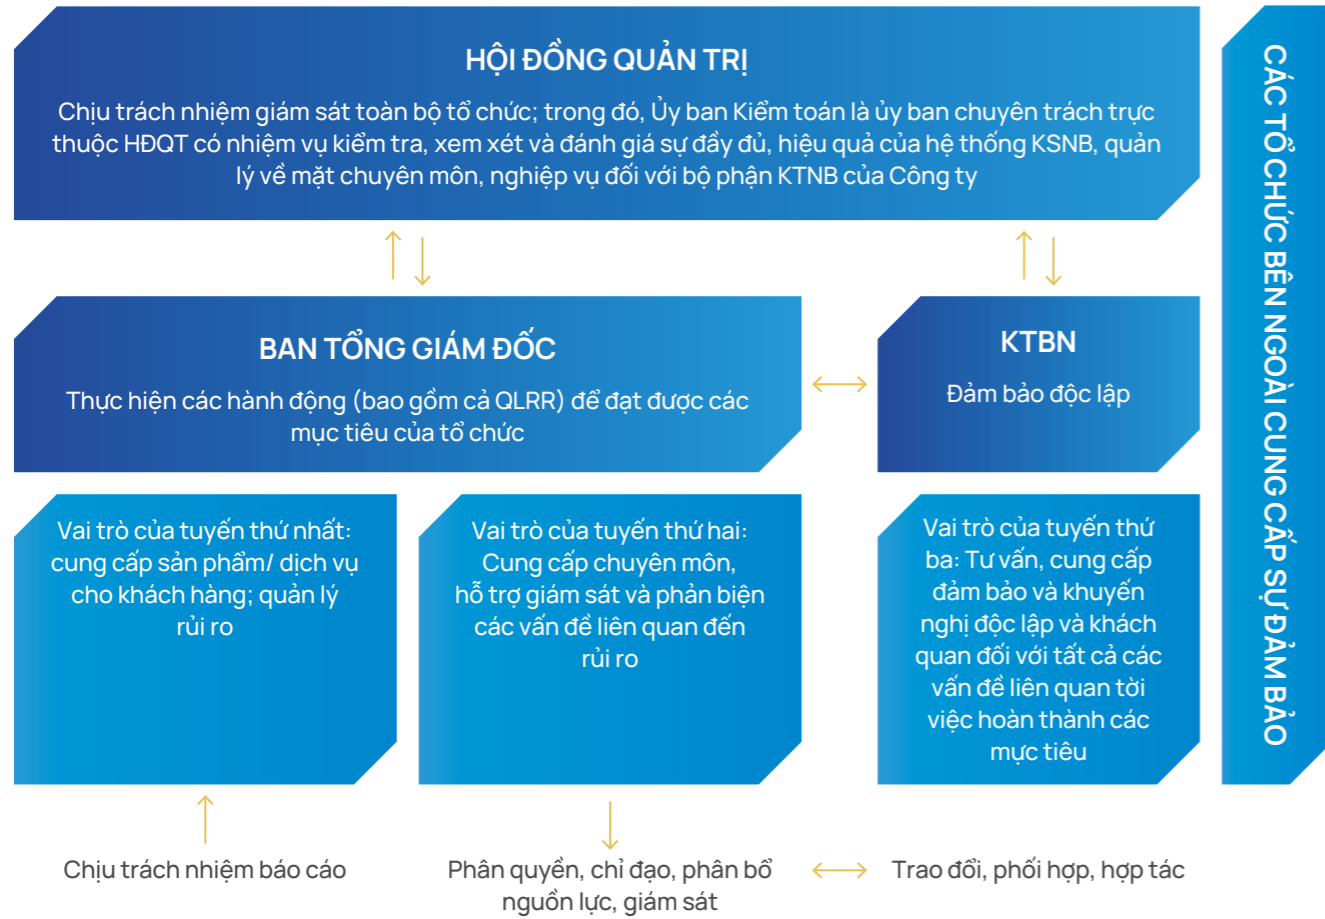 HỘI ĐỒNG QUẢN TRỊ
Chịu trách nhiệm giám sát toàn bộ tổ chức; trong đó, Ủy ban Kiểm toán là ủy ban chuyên trách trực
thuộc HĐQT có nhiệm vụ kiểm tra, xem xét và đánh giá sự đầy đủ, hiệu quả của hệ thống KSNB, quản
lý về mặt chuyên môn, nghiệp vụ đối với bộ phận KTNB của Công ty
BAN TỔNG GIÁM ĐỐC
Thực hiện các hành động (bao gồm cả QLRR) để đạt được các
mục tiêu của tổ chức
KTBN
Đảm bảo độc lập
Vai trò của tuyến thứ nhất:
cung cấp sản phẩm/ dịch vụ
cho khách hàng; quản lý
rủi ro
Vai trò của tuyến thứ hai:
Cung cấp chuyên môn,
hỗ trợ giám sát và phản biện
các vấn đề liên quan đến
rủi ro
Vai trò của tuyến thứ
ba: Tư vấn, cung cấp
đảm bảo và khuyến
nghị độc lập và khách
quan đối với tất cả các
vấn đề liên quan tời
việc hoàn thành các
mực tiêu
CÁC TỔ CHỨC BÊN NGOÀI CUNG CẤP SỰ ĐẢM BẢO
Chịu trách nhiệm báo cáo
Phân quyền, chỉ đạo, phân bổ
nguồn lực, giám sát
Trao đổi, phối hợp, hợp tác